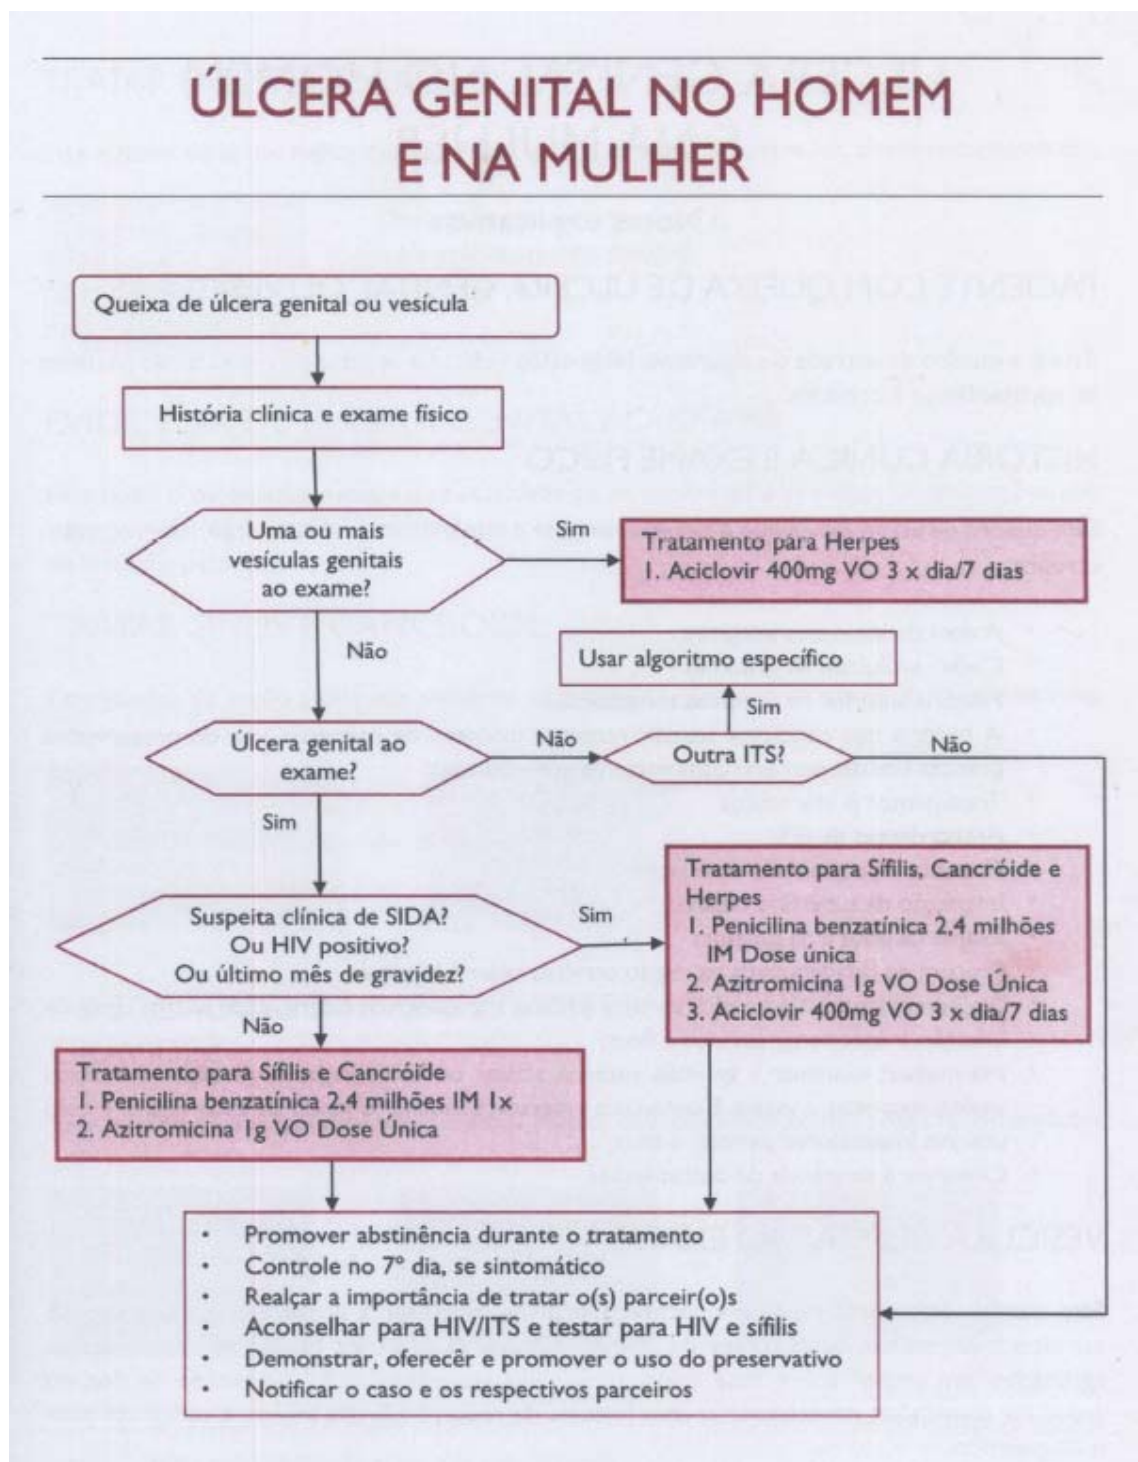 ÚLCERA GENITAL NO HOMEM
E NA MULHER
Queixa de úlcera genital ou vesícula
História clínica e exame físico
Uma ou mais
vesículas genitais
ao exame?
Sim
Tratamento para Herpes
1. Aciclovir 400mg VO 3 x dia/7 dias
Não
Usar algoritmo específico
Sim
Úlcera genital ao
exame?
Não
Outra ITS?
Não
Sim
Tratamento para Sífilis, Cancróide e
Herpes
1. Penicilina benzatínica 2,4 milhões
IM Dose única
2. Azitromicina 1g VO Dose Única
3. Aciclovir 400mg VO 3 x dia/7 dias
Suspeita clínica de SIDA?
Ou HIV positivo?
Ou último mês de gravidez?
Sim
Não
Tratamento para Sífilis e Cancróide
1. Penicilina benzatínica 2,4 milhões IM 1x
2. Azitromicina 1g VO Dose Única
• Promover abstinência durante o tratamento
• Controle no 7º dia, se sintomático
• Realçar a importância de tratar o(s) parceir(o)s
• Aconselhar para HIV/ITS e testar para HIV e sífilis
• Demonstrar, oferecêr e promover o uso do preservativo
• Notificar o caso e os respectivos parceiros